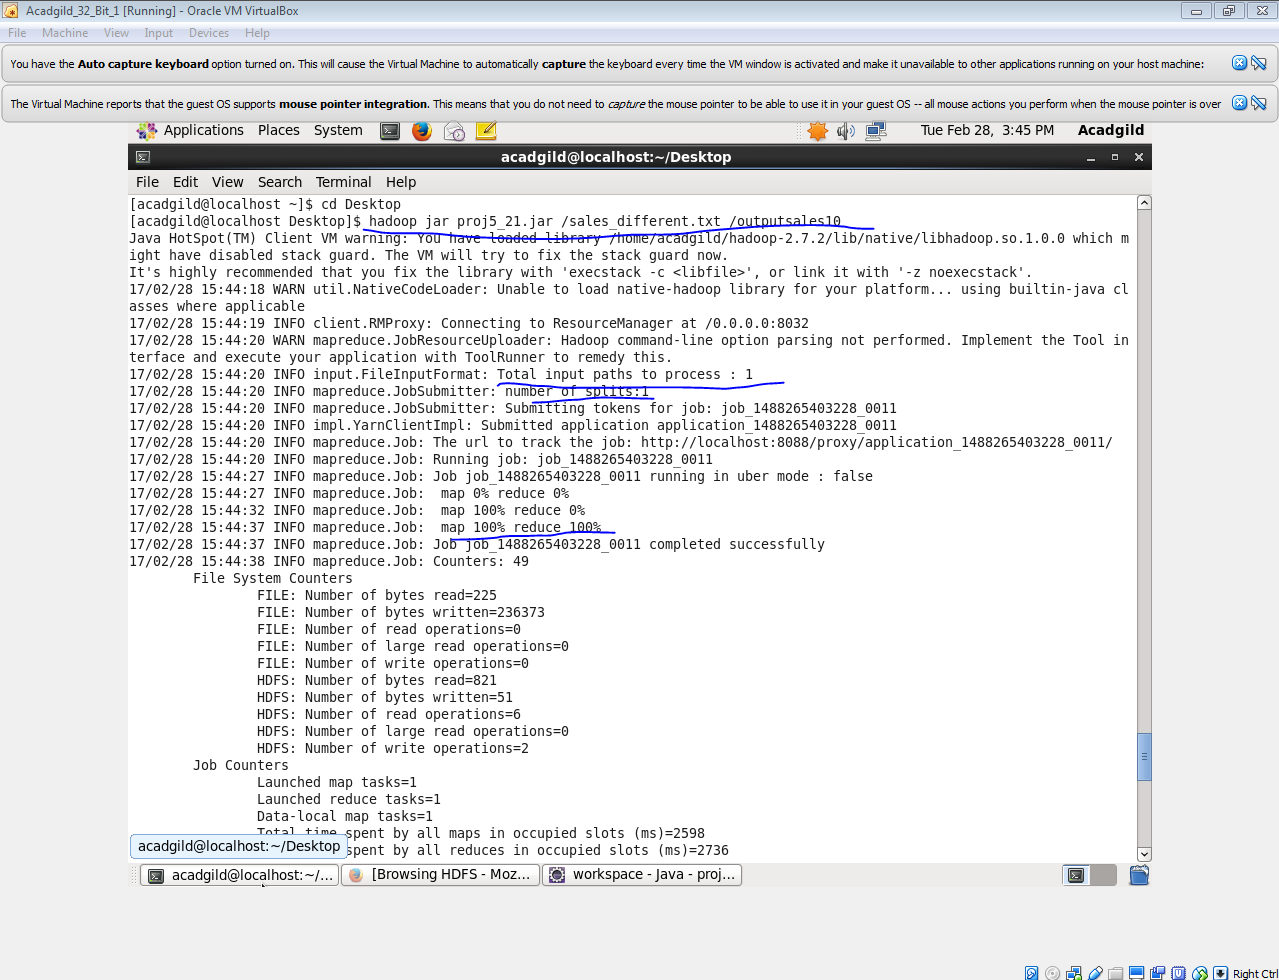 Acadgild_32_Bit_1 [Running] - Oracle VM VirtualBox
File Machine View Input Devices Help
You have the Auto capture keyboard option turned on. This will cause the Virtual Machine to automatically capture the keyboard every time the VM window is activated and make it unavailable to other applications running on your host machine:
The Virtual Machine reports that the guest OS supports mouse pointer integration. This means that you do not need to capture the mouse pointer to be able to use it in your guest OS -- all mouse actions you perform when the mouse pointer is over
Applications Places System Tue Feb 28, 3:45 PM Acadgild
acadgild@localhost:~/Desktop
File Edit View Search Terminal Help
[acadgild@localhost ~]$ cd Desktop
[acadgild@localhost Desktop]$ hadoop jar proj5_21.jar /sales_different.txt /outputsales10
Java HotSpot(TM) Client VM warning: You have loaded library /home/acadgild/hadoop-2.7.2/lib/native/libhadoop.so.1.0.0 which m
ight have disabled stack guard. The VM will try to fix the stack guard now.
It's highly recommended that you fix the library with 'execstack -c <libfile>', or link it with '-z noexecstack'.
17/02/28 15:44:18 WARN util.NativeCodeLoader: Unable to load native-hadoop library for your platform... using builtin-java cl
asses where applicable
17/02/28 15:44:19 INFO client.RMProxy: Connecting to ResourceManager at /0.0.0.0:8032
17/02/28 15:44:20 WARN mapreduce.JobResourceUploader: Hadoop command-line option parsing not performed. Implement the Tool in
terface and execute your application with ToolRunner to remedy this.
17/02/28 15:44:20 INFO input.FileInputFormat: Total input paths to process : 1
17/02/28 15:44:20 INFO mapreduce.JobSubmitter: number of splits:1
17/02/28 15:44:20 INFO mapreduce.JobSubmitter: Submitting tokens for job: job_1488265403228_0011
17/02/28 15:44:20 INFO impl.YarnClientImpl: Submitted application application_1488265403228_0011
17/02/28 15:44:20 INFO mapreduce.Job: The url to track the job: http://localhost:8088/proxy/application_1488265403228_0011/
17/02/28 15:44:20 INFO mapreduce.Job: Running job: job_1488265403228_0011
17/02/28 15:44:27 INFO mapreduce.Job: Job job_1488265403228_0011 running in uber mode : false
17/02/28 15:44:27 INFO mapreduce.Job:  map 0% reduce 0%
17/02/28 15:44:32 INFO mapreduce.Job:  map 100% reduce 0%
17/02/28 15:44:37 INFO mapreduce.Job:  map 100% reduce 100%
17/02/28 15:44:37 INFO mapreduce.Job: Job job_1488265403228_0011 completed successfully
17/02/28 15:44:38 INFO mapreduce.Job: Counters: 49
File System Counters
FILE: Number of bytes read=225
FILE: Number of bytes written=236373
FILE: Number of read operations=0
FILE: Number of large read operations=0
FILE: Number of write operations=0
HDFS: Number of bytes read=821
HDFS: Number of bytes written=51
HDFS: Number of read operations=6
HDFS: Number of large read operations=0
HDFS: Number of write operations=2
Job Counters
Launched map tasks=1
Launched reduce tasks=1
Data-local map tasks=1
Total time spent by all maps in occupied slots (ms)=2598
spent by all reduces in occupied slots (ms)=2736
acadgild@localhost:~/Desktop
acadgild@localhost:~/... [Browsing HDFS - Moz... workspace - Java - proj...
Right Ctrl